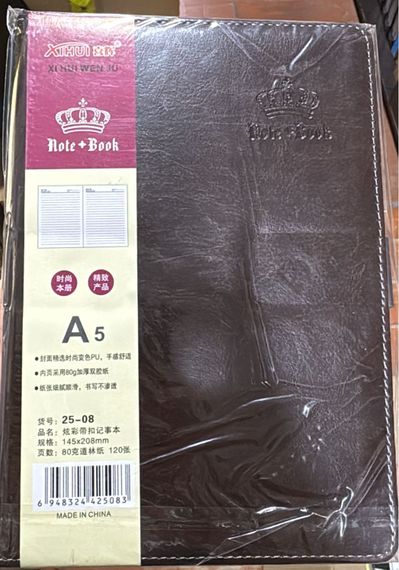 XIHUI 喜辉
XI HUI WEN JU
Note+Book
Note+Book
时尚
本册
精致
产品
A5
●封面精选时尚变色PU，手感舒适
●内页采用80g加厚双胶纸
●纸张细腻顺滑，书写不渗透
货号：25-08
品名：炫彩带扣记事本
规格：145x208mm
页数：80克道林纸 120张
6 948324 425083
MADE IN CHINA